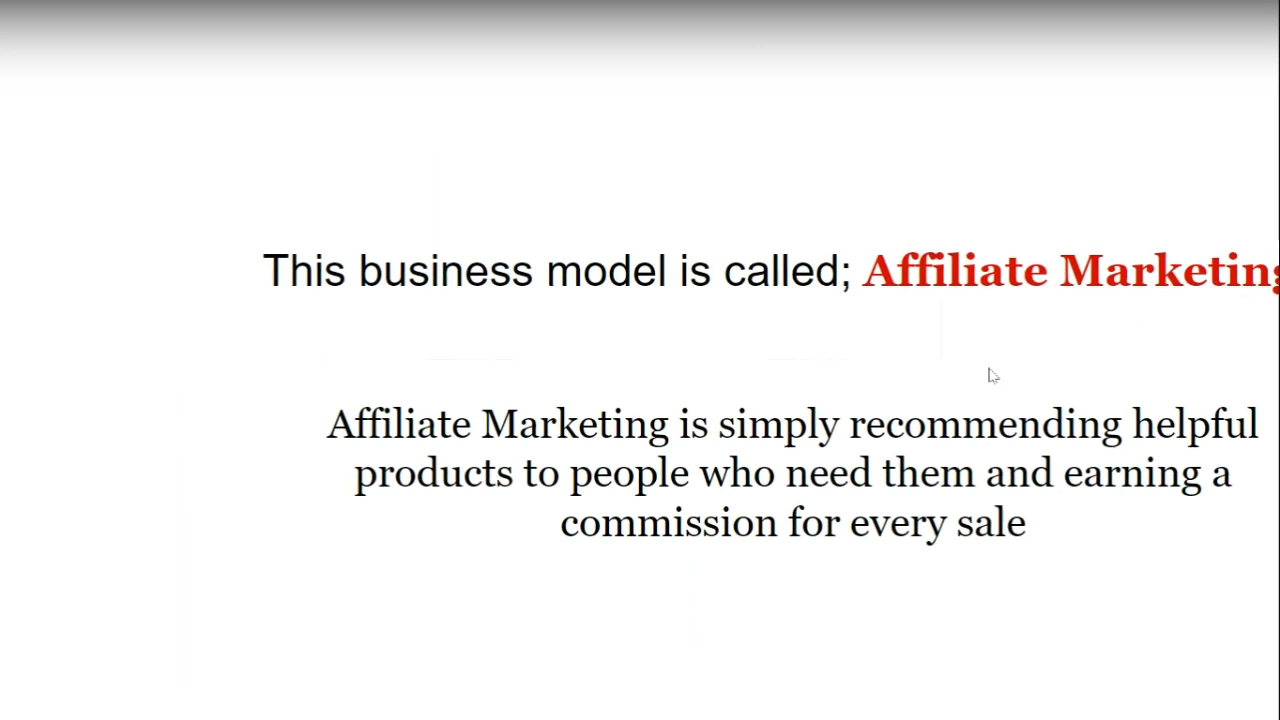 This business model is called; Affiliate Marketing
Affiliate Marketing is simply recommending helpful
products to people who need them and earning a
commission for every sale